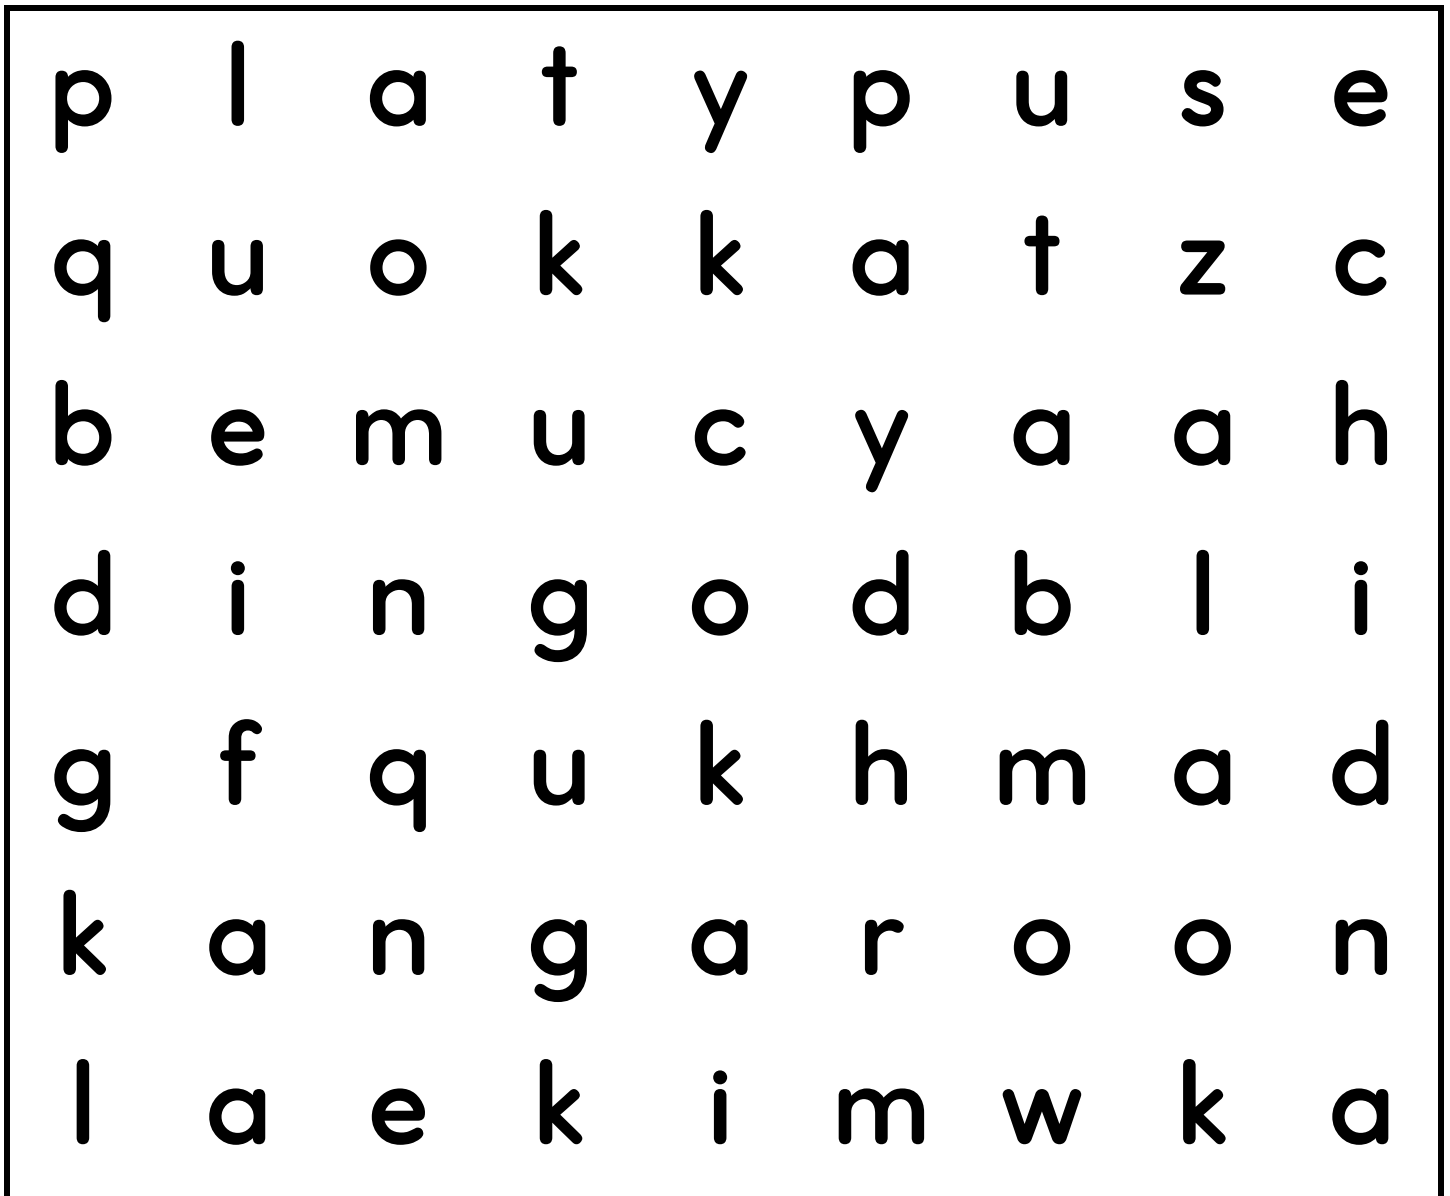 p l a t y p u s e
q u o k k a t z c
b e m u c y a a h
d i n g o d b l i
g f q u k h m a d
k a n g a r o o n
l a e k i m w k a